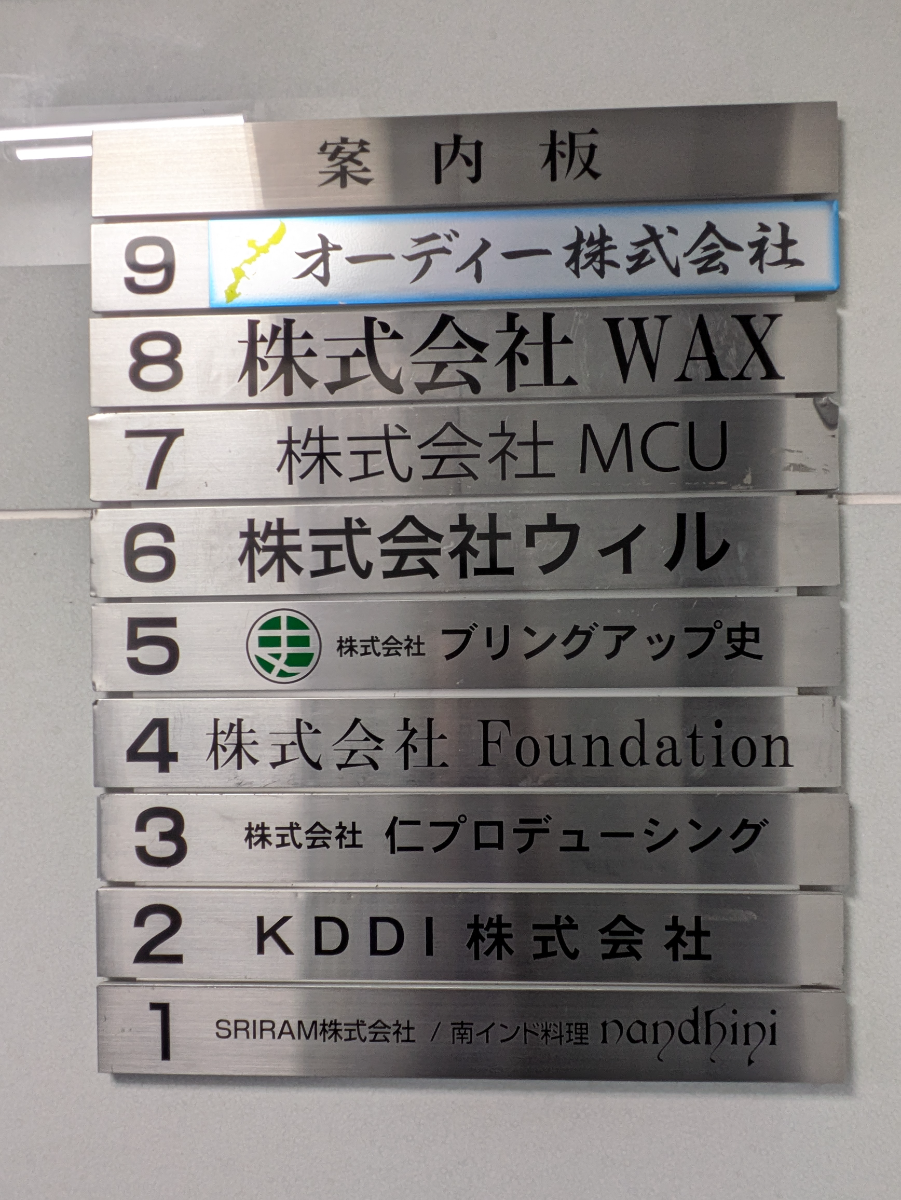 案内板
9 オーディー株式会社
8 株式会社 WAX
7 株式会社 MCU
6 株式会社ウィル
5 史 株式会社 ブリングアップ史
4 株式会社 Foundation
3 株式会社 仁プロデューシング
2 KDDI 株式会社
1 SRIRAM株式会社 / 南インド料理 nandhini